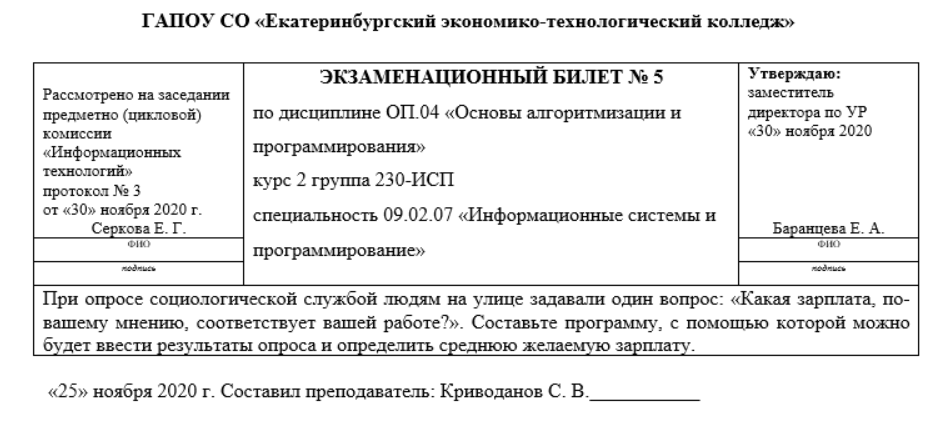 ГАПОУ СО «Екатеринбургский экономико-технологический колледж»
Рассмотрено на заседании
предметно (цикловой)
комиссии
«Информационных
технологий»
протокол № 3
от «30» ноября 2020 г.
Серкова Е. Г.
ФИО
подпись
ЭКЗАМЕНАЦИОННЫЙ БИЛЕТ № 5
по дисциплине ОП.04 «Основы алгоритмизации и
программирования»
курс 2 группа 230-ИСП
специальность 09.02.07 «Информационные системы и
программирование»
Утверждаю:
заместитель
директора по УР
«30» ноября 2020
Баранцева Е. А.
ФИО
подпись
При опросе социологической службой людям на улице задавали один вопрос: «Какая зарплата, по-
вашему мнению, соответствует вашей работе?». Составьте программу, с помощью которой можно
будет ввести результаты опроса и определить среднюю желаемую зарплату.
«25» ноября 2020 г. Составил преподаватель: Криводанов С. В.____________